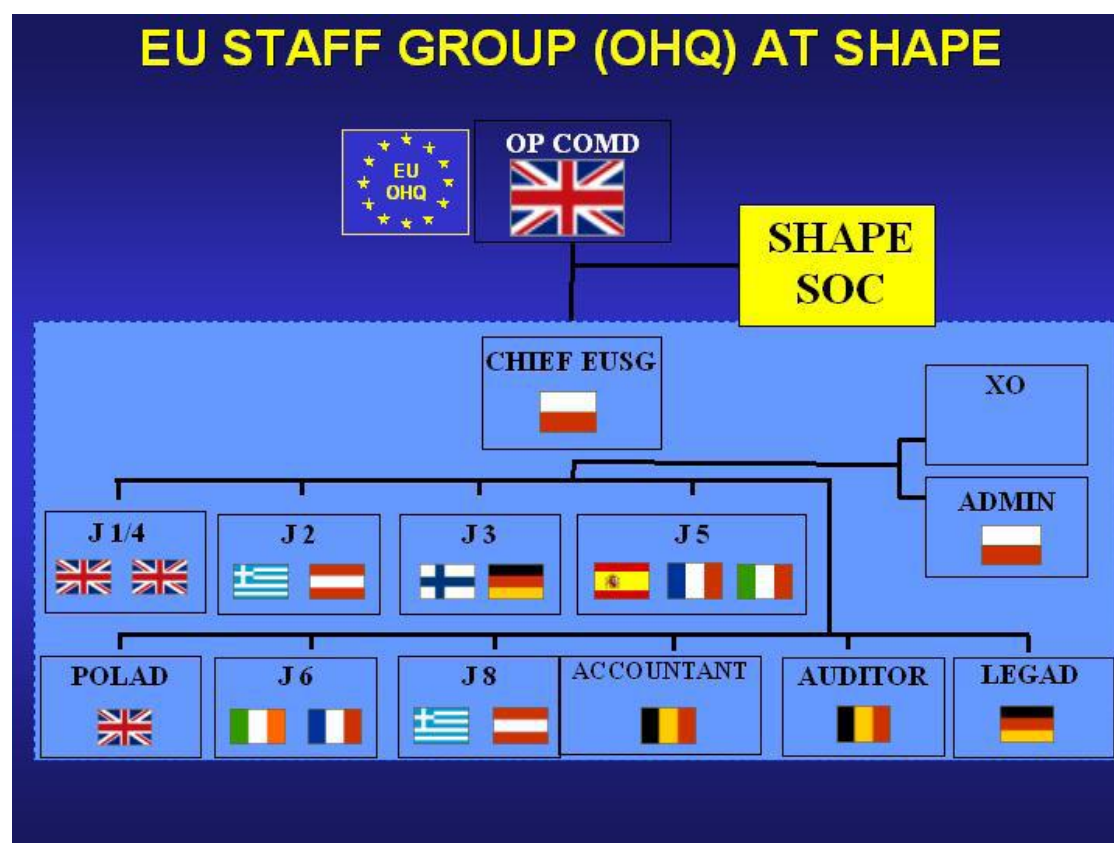 EU STAFF GROUP (OHQ) AT SHAPE
EU
OHQ
OP COMD
SHAPE
SOC
CHIEF EUSG
XO
ADMIN
J 1/4
J 2
J 3
J 5
POLAD
J 6
J 8
ACCOUNTANT
AUDITOR
LEGAD